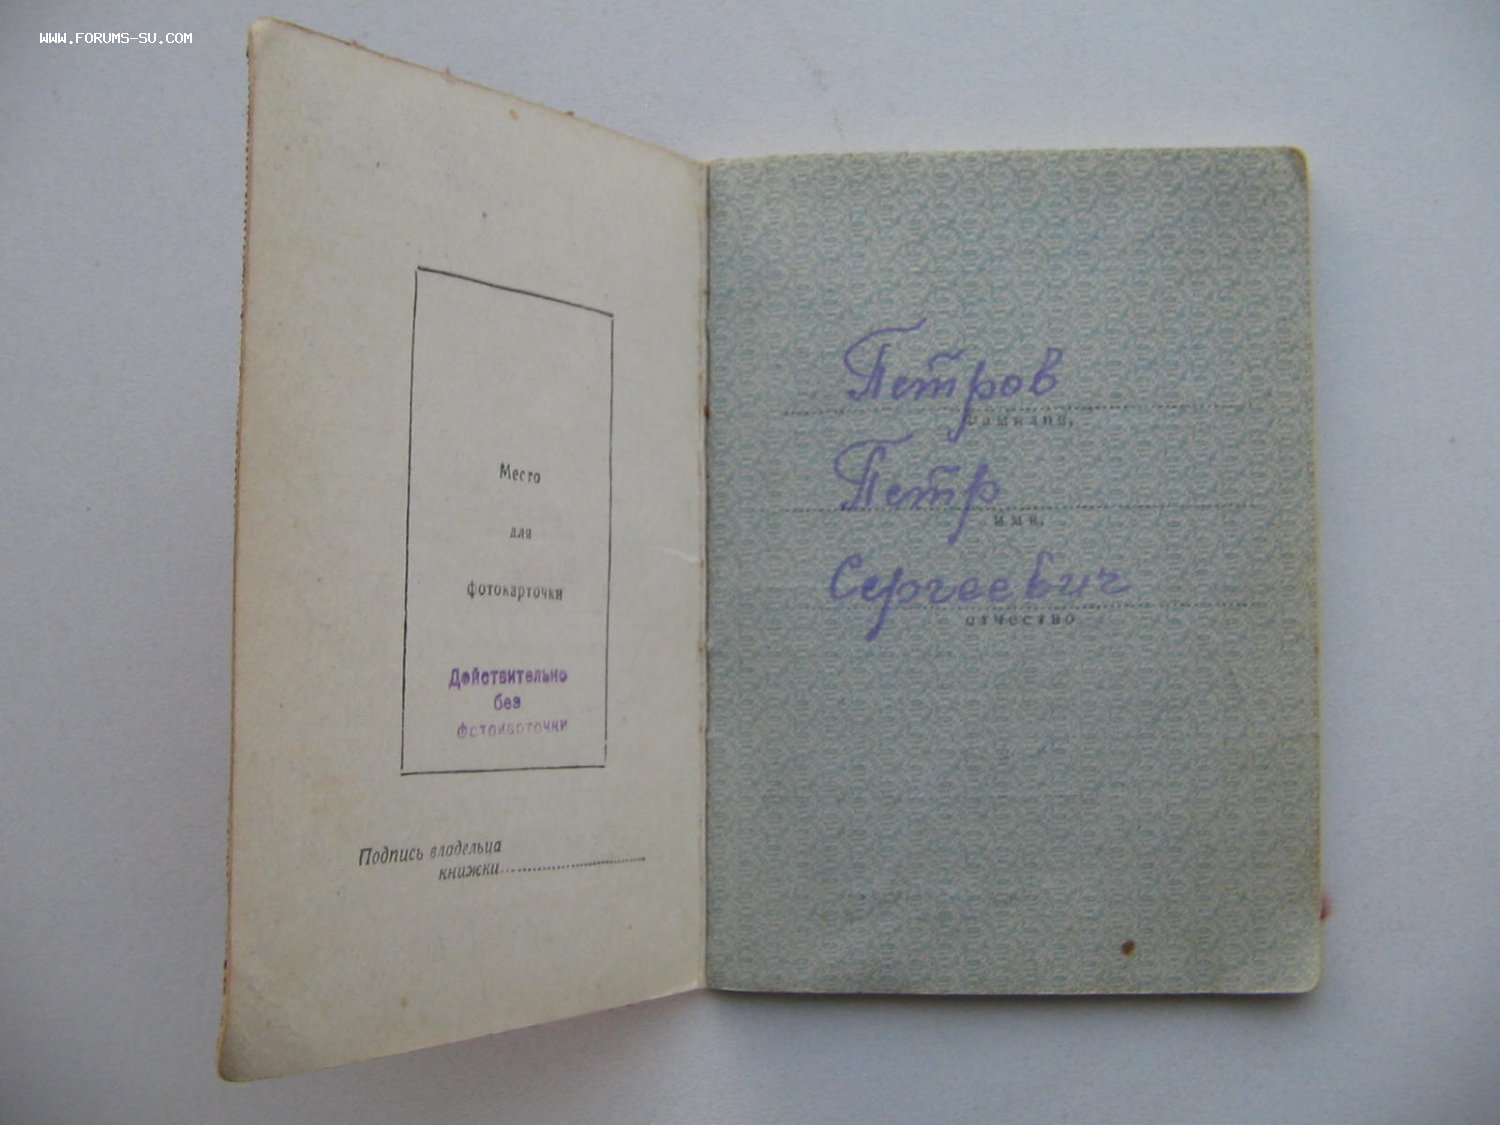 WWW.FORUMS-SU.COM
Место
для
фотокарточки
Действительно
без
фотокарточки
Подпись владельца
книжки
Петров
фамилия,
Петр
имя,
Сергеевич
отчество